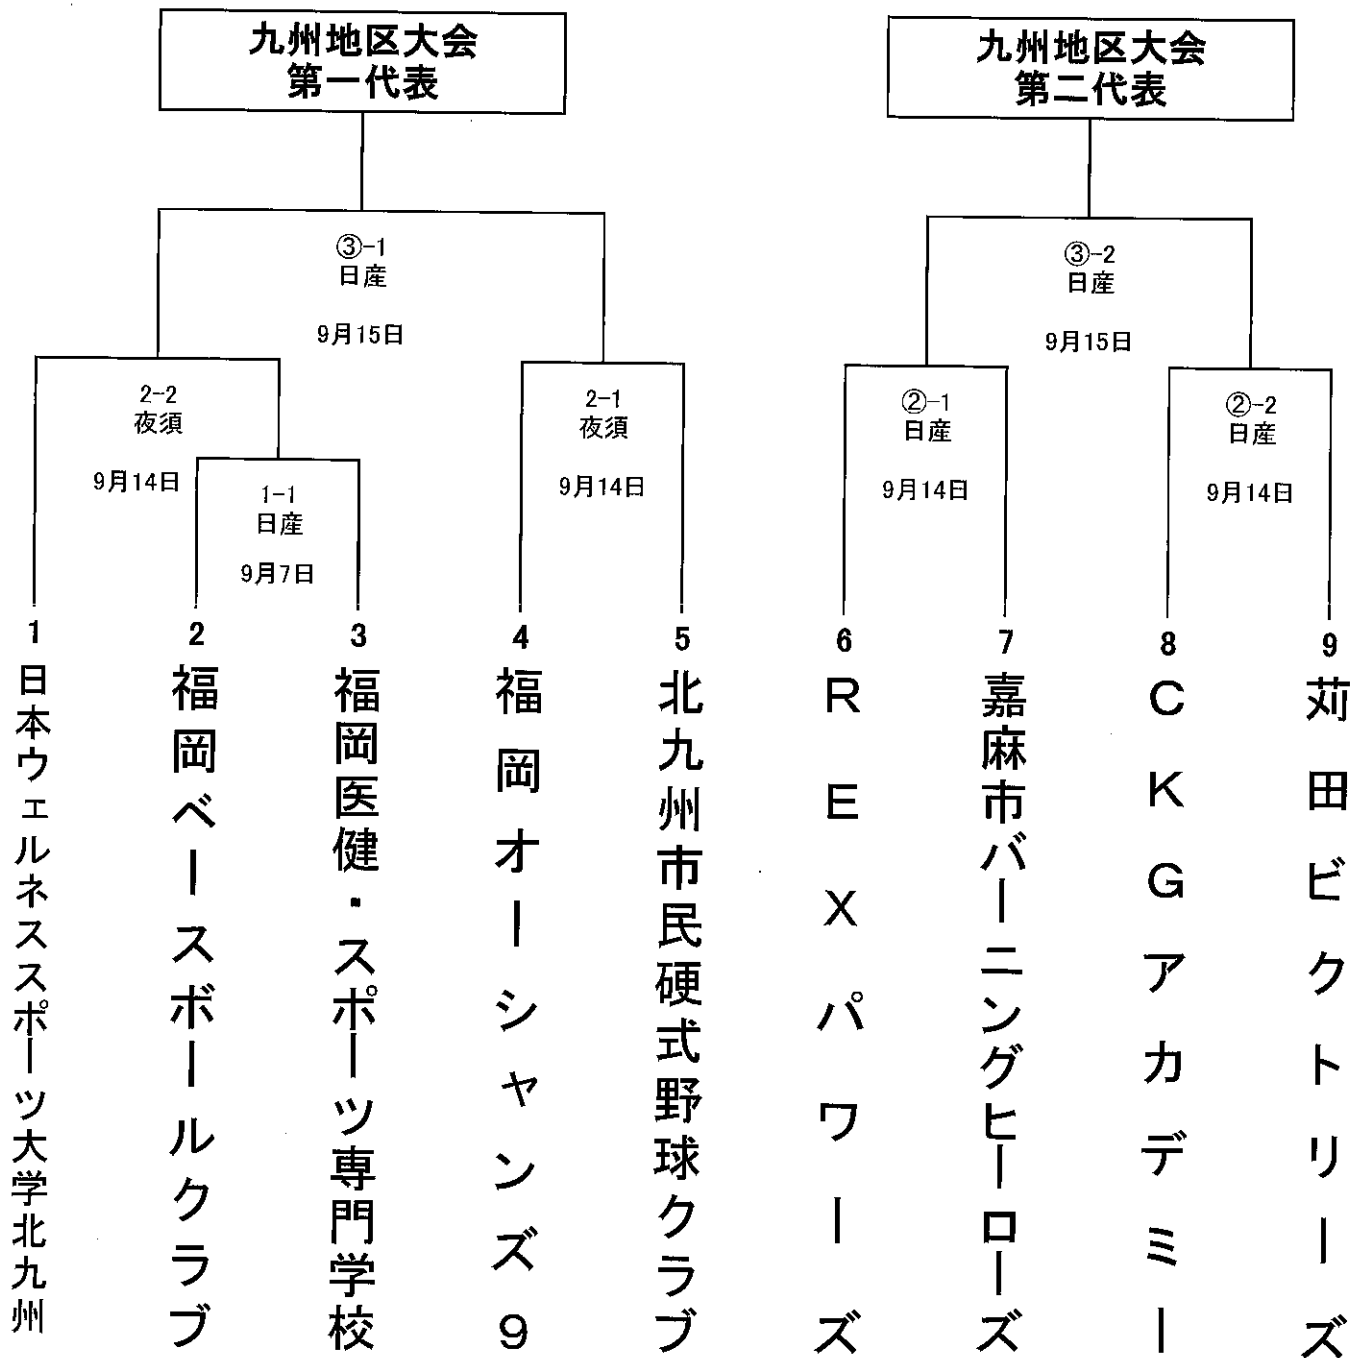 九州地区大会
第一代表
九州地区大会
第二代表
③-1
日産
9月15日
③-2
日産
9月15日
2-2
夜須
9月14日
2-1
夜須
9月14日
②-1
日産
9月14日
②-2
日産
9月14日
1-1
日産
9月7日
1
日本ウェルネススポーツ大学北九州
2
福岡ベースボールクラブ
3
福岡医健・スポーツ専門学校
4
福岡オーシャンズ9
5
北九州市民硬式野球クラブ
6
REXパワーズ
7
嘉麻市バーニングヒーローズ
8
CKGアカデミー
9
苅田ビクトリーズ